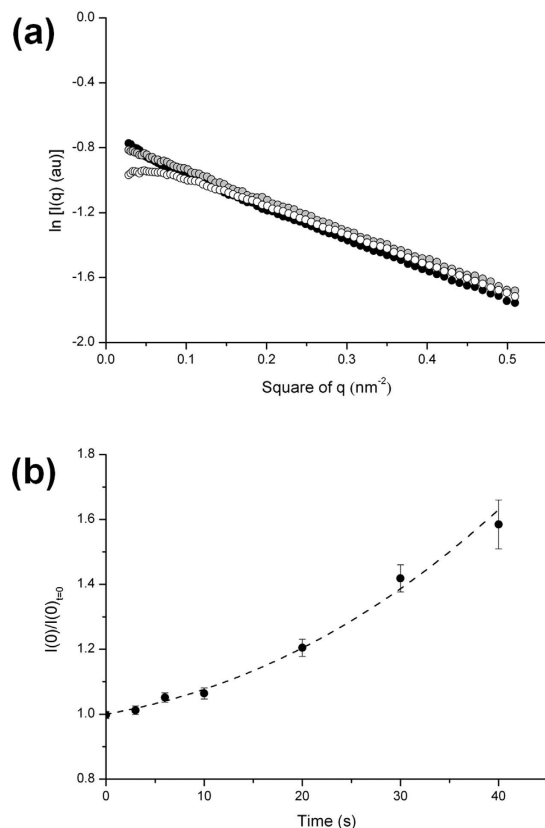 (a)
0.0
-0.4
-0.8
-1.2
-1.6
-2.0
ln [I(q) (au)]
0.0 0.1 0.2 0.3 0.4 0.5
Square of q (nm⁻²)
(b)
1.8
1.6
1.4
1.2
1.0
0.8
I(0)/I(0)ₜ₌₀
0 10 20 30 40
Time (s)